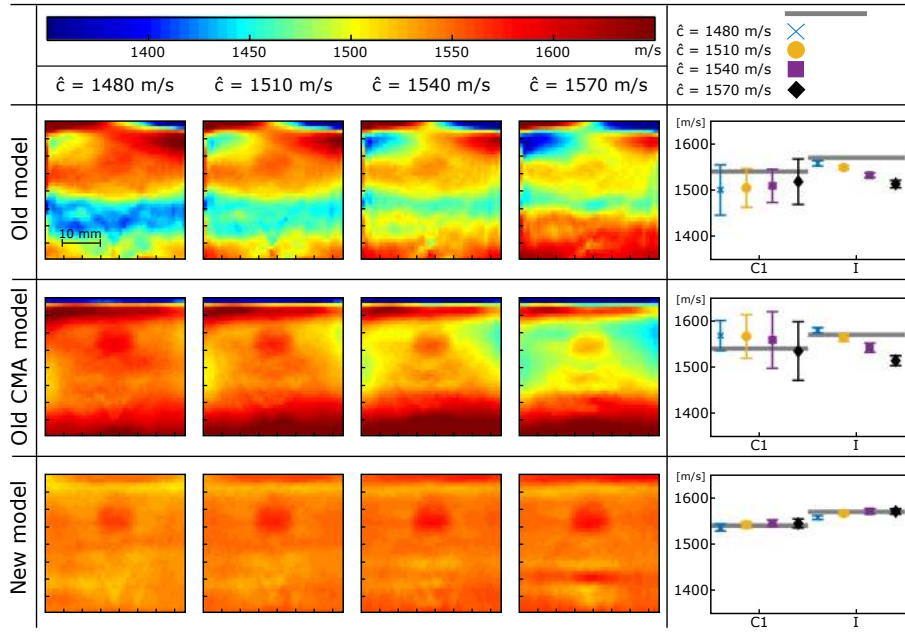 1400 1450 1500 1550 1600 m/s
ĉ = 1480 m/s ĉ = 1510 m/s ĉ = 1540 m/s ĉ = 1570 m/s
ĉ = 1480 m/s
ĉ = 1510 m/s
ĉ = 1540 m/s
ĉ = 1570 m/s
Old model
10 mm
[m/s]
1600
1500
1400
C1 I
Old CMA model
[m/s]
1600
1500
1400
C1 I
New model
[m/s]
1600
1500
1400
C1 I